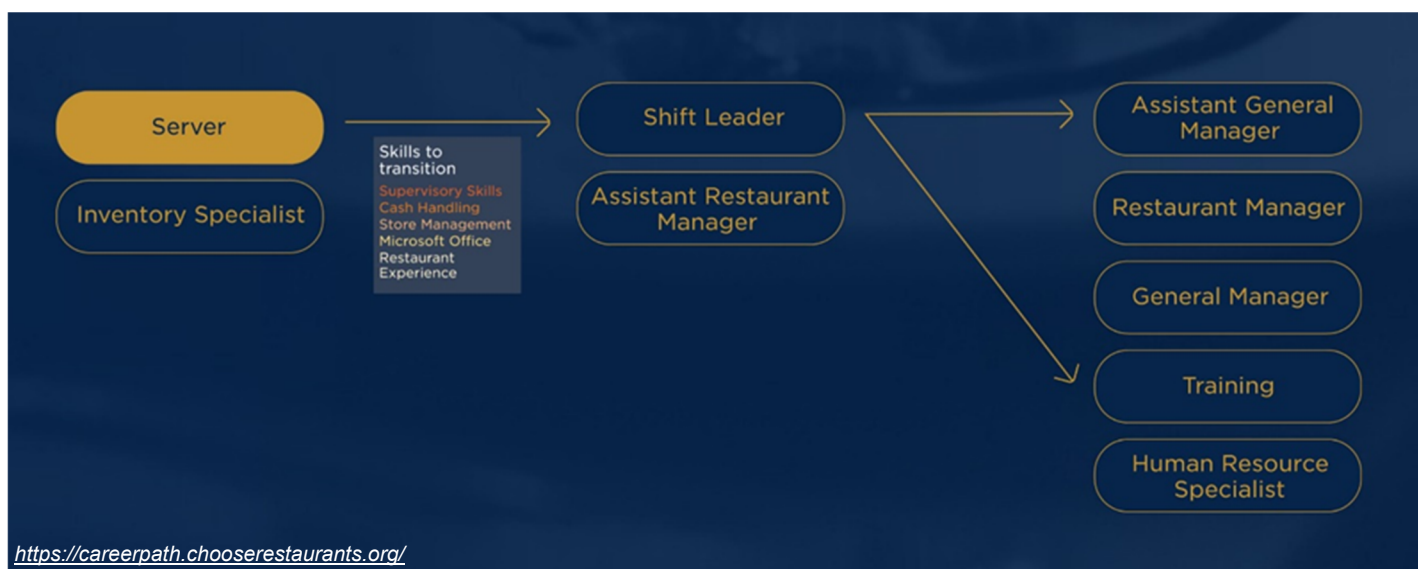 Server
Inventory Specialist
Skills to
transition
Supervisory Skills
Cash Handling
Store Management
Microsoft Office
Restaurant
Experience
Shift Leader
Assistant Restaurant
Manager
Assistant General
Manager
Restaurant Manager
General Manager
Training
Human Resource
Specialist
https://careerpath.chooserestaurants.org/